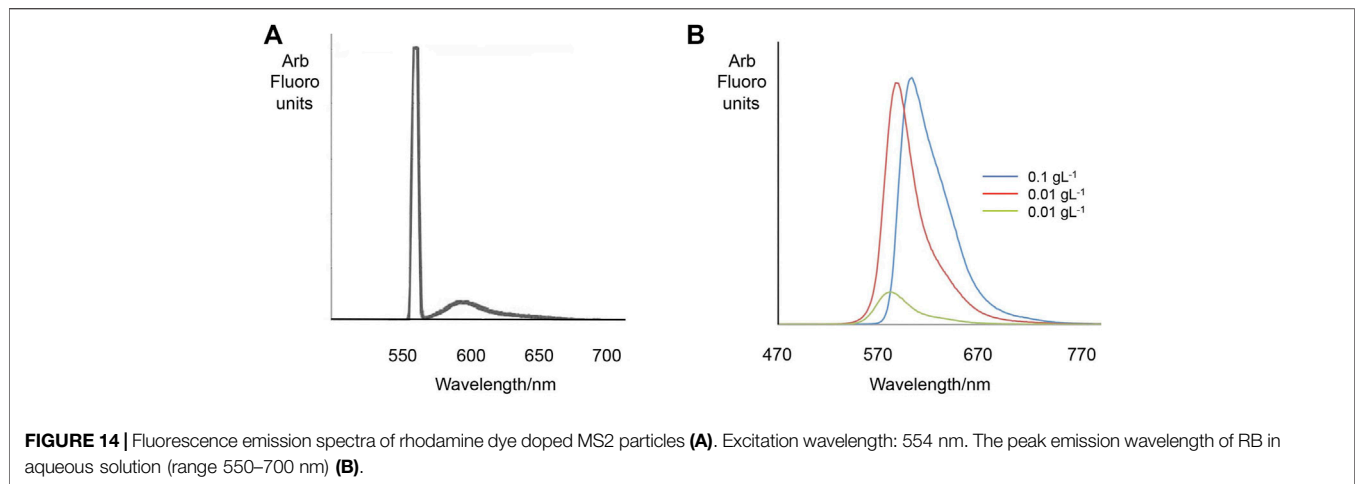 A
Arb
Fluoro
units
550 600 650 700
Wavelength/nm
B
Arb
Fluoro
units
0.1 gL⁻¹
0.01 gL⁻¹
0.01 gL⁻¹
470 570 670 770
Wavelength/nm
FIGURE 14 | Fluorescence emission spectra of rhodamine dye doped MS2 particles (A). Excitation wavelength: 554 nm. The peak emission wavelength of RB in
aqueous solution (range 550–700 nm) (B).